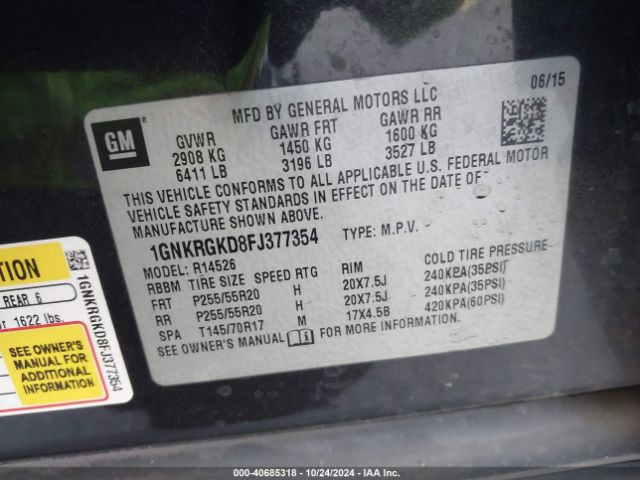 06/15
MFD BY GENERAL MOTORS LLC
GM
GVWR GAWR FRT GAWR RR
2908 KG 1450 KG 1600 KG
6411 LB 3196 LB 3527 LB
THIS VEHICLE CONFORMS TO ALL APPLICABLE U.S. FEDERAL MOTOR
VEHICLE SAFETY STANDARDS IN EFFECT ON THE DATE OF
MANUFACTURE SHOWN ABOVE.
1GNKRGKD8FJ377354 TYPE: M.P.V.
MODEL: R14526
RBBM TIRE SIZE SPEED RTG RIM COLD TIRE PRESSURE
FRT P255/55R20 H 20X7.5J 240KPA(35PSI)
RR P255/55R20 H 20X7.5J 240KPA(35PSI)
SPA T145/70R17 M 17X4.5B 420KPA(60PSI)
SEE OWNER'S MANUAL FOR MORE INFORMATION.
REAR 6
1622 lbs.
SEE OWNER'S
MANUAL FOR
ADDITIONAL
INFORMATION
1GNKRGKD8FJ377354
000-40685318 - 10/24/2024 - IAA Inc.